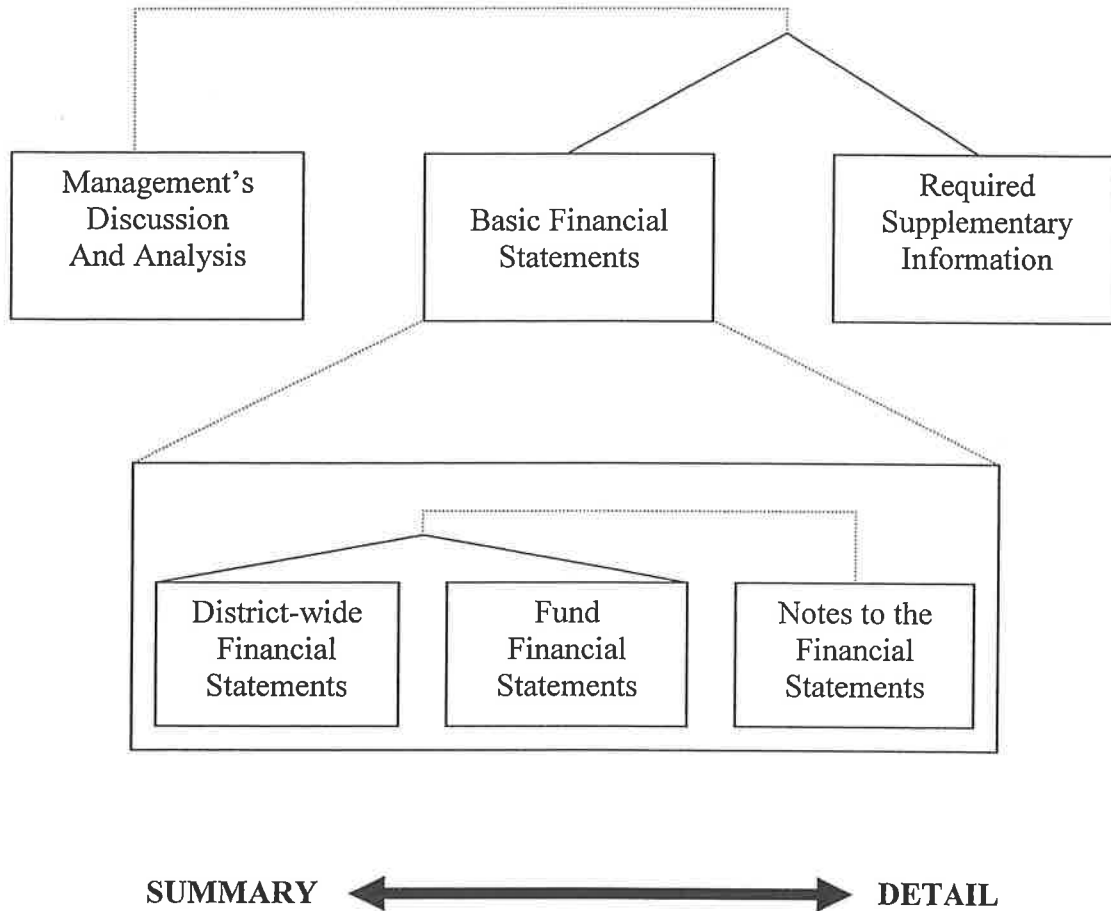 Management's
Discussion
And Analysis
Basic Financial
Statements
Required
Supplementary
Information
District-wide
Financial
Statements
Fund
Financial
Statements
Notes to the
Financial
Statements
SUMMARY
DETAIL